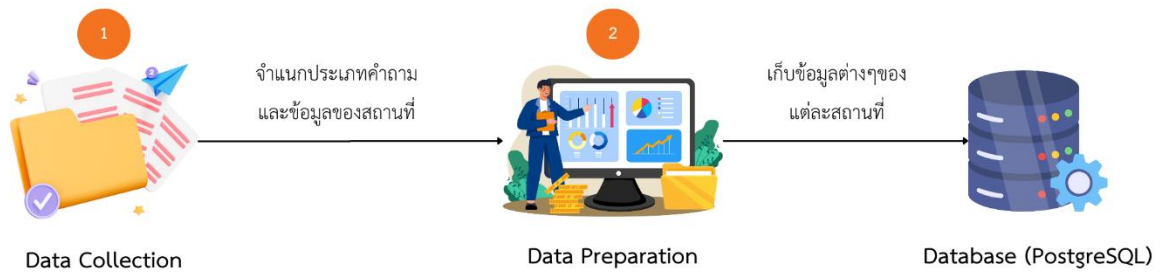 1
2
จำแนกประเภทคำถาม
และข้อมูลของสถานที่
เก็บข้อมูลต่างๆของ
แต่ละสถานที่
2
Data Collection
Data Preparation
Database (PostgreSQL)